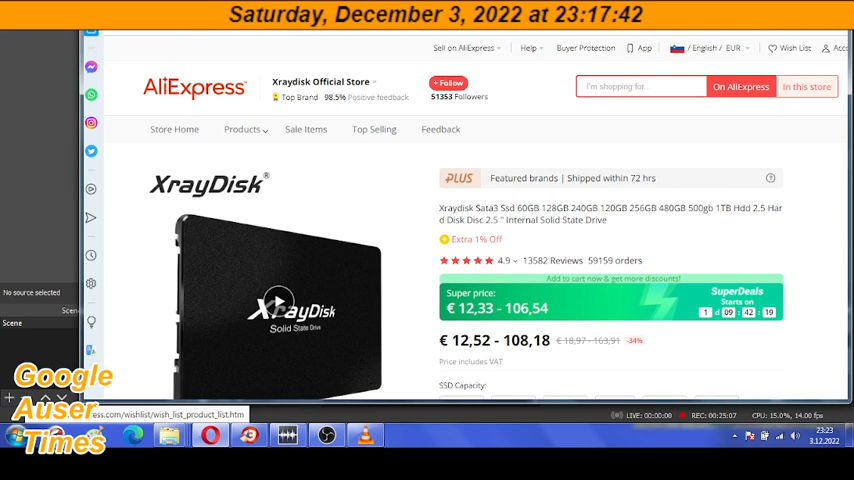 Saturday, December 3, 2022 at 23:17:42
Sell on AliExpress
Help
Buyer Protection
App
/ English / EUR
Wish List
AliExpress
Xraydisk Official Store
Top Brand 98.5% Positive feedback
+ Follow
51353 Followers
I'm shopping for...
On AliExpress
In this store
Store Home
Products
Sale Items
Top Selling
Feedback
XrayDisk®
PLUS
Featured brands | Shipped within 72 hrs
Xraydisk Sata3 Ssd 60GB 128GB 240GB 120GB 256GB 480GB 500gb 1TB Hdd 2.5 Har
d Disk Disc 2.5 " Internal Solid State Drive
Extra 1% Off
4.9
13582 Reviews
59159 orders
Add to cart now & get more discounts!
Super price:
€ 12,33 - 106,54
SuperDeals
Starts on
1 d 09 : 42 : 19
XrayDisk
Solid State Drive
€ 12,52 - 108,18
€ 18,97 - 163,91
-34%
Price includes VAT
SSD Capacity:
No source selected
Scene
Google
Auser
Times
press.com/wishlist/wish_list_product_list.htm
LIVE: 00:00:00
REC: 00:25:07
CPU: 15.0%, 14.00 fps
23:23
3.12.2022